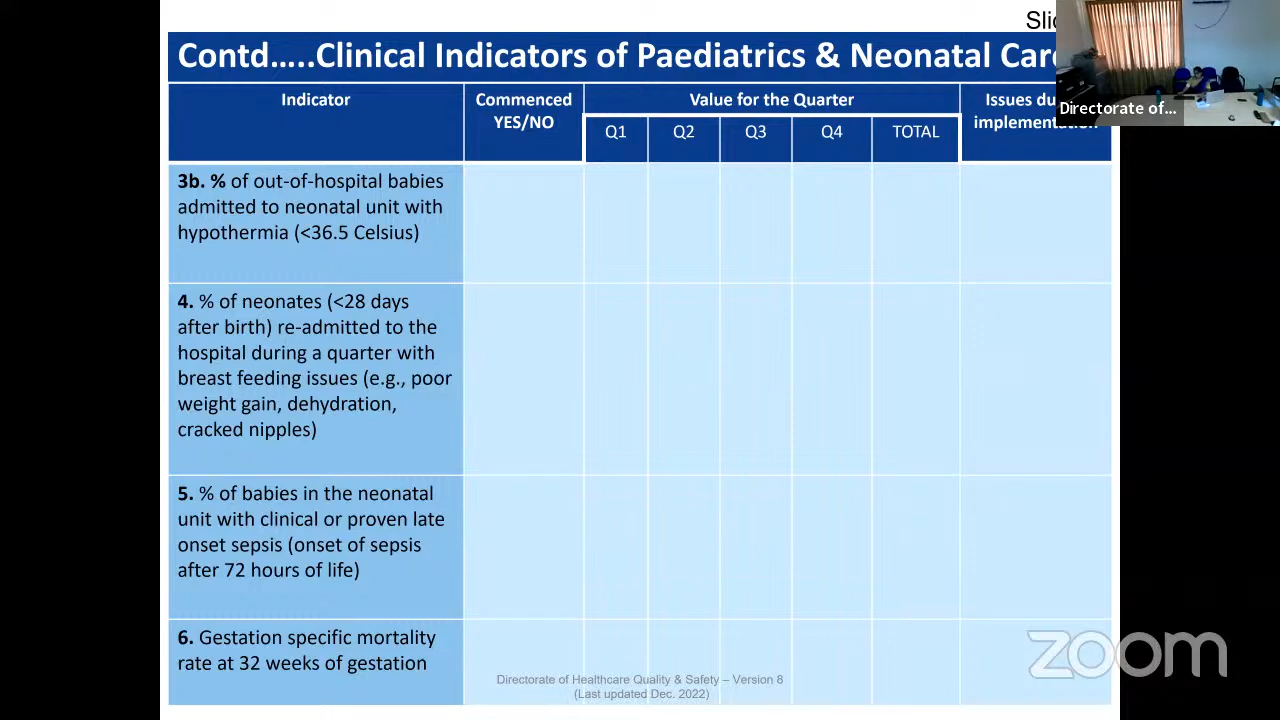 Contd…..Clinical Indicators of Paediatrics & Neonatal Care
Indicator
Commenced
YES/NO
Value for the Quarter
Q1 Q2 Q3 Q4 TOTAL
Issues du
implementation
Directorate of...
3b. % of out-of-hospital babies
admitted to neonatal unit with
hypothermia (<36.5 Celsius)
4. % of neonates (<28 days
after birth) re-admitted to the
hospital during a quarter with
breast feeding issues (e.g., poor
weight gain, dehydration,
cracked nipples)
5. % of babies in the neonatal
unit with clinical or proven late
onset sepsis (onset of sepsis
after 72 hours of life)
6. Gestation specific mortality
rate at 32 weeks of gestation
Directorate of Healthcare Quality & Safety – Version 8
(Last updated Dec. 2022)
zoom